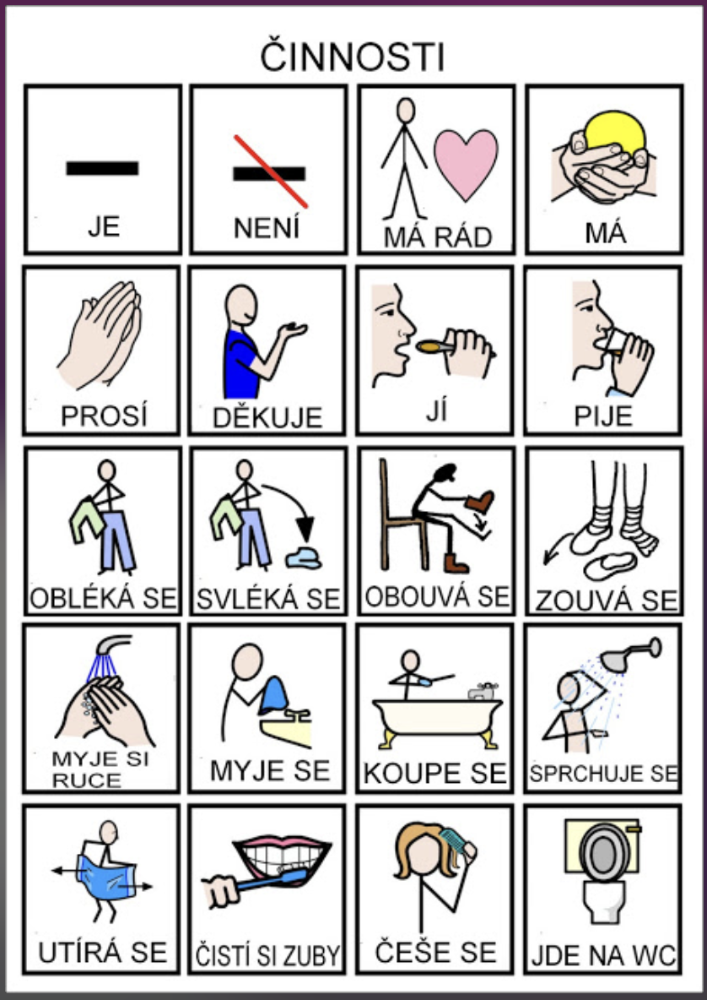 ČINNOSTI
JE
NENÍ
MÁ RÁD
MÁ
PROSÍ
DĚKUJE
JÍ
PIJE
OBLÉKÁ SE
SVLÉKÁ SE
OBOUVÁ SE
ZOUVÁ SE
MYJE SI
RUCE
MYJE SE
KOUPE SE
SPRCHUJE SE
UTÍRÁ SE
ČISTÍ SI ZUBY
ČEŠE SE
JDE NA WC